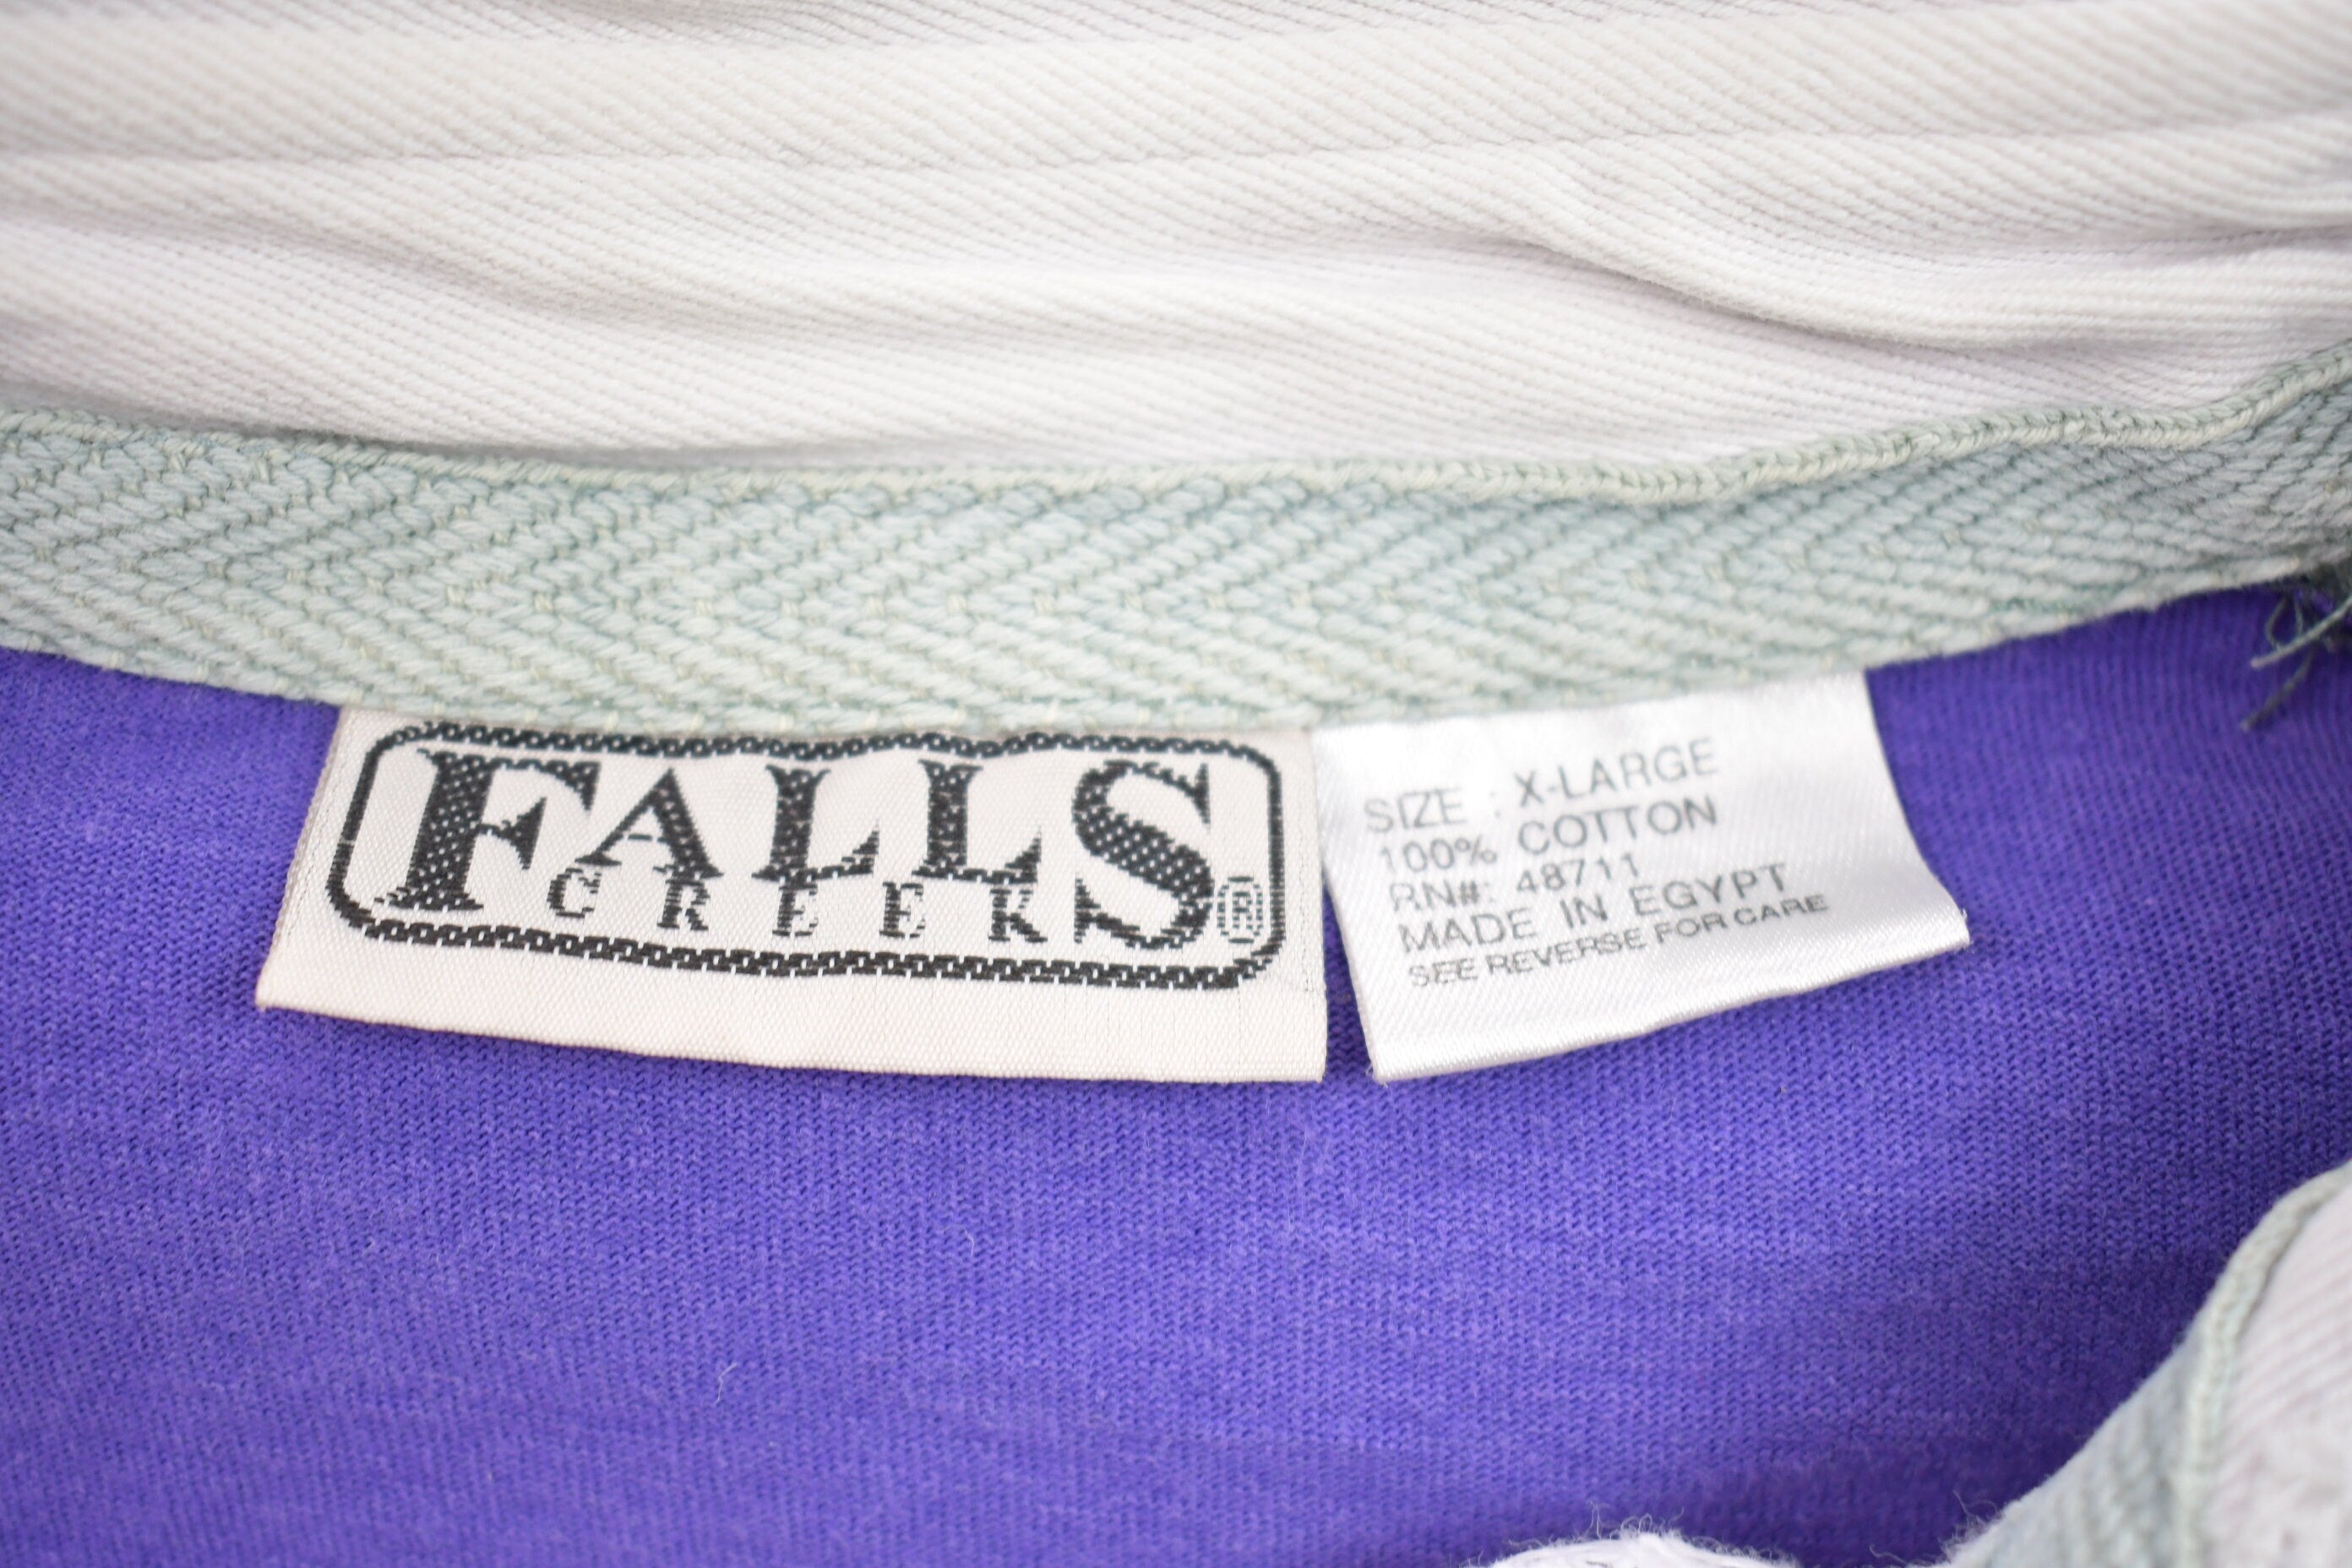 FALLS
CREEK ®
SIZE : X-LARGE
100% COTTON
RN#: 48711
MADE IN EGYPT
SEE REVERSE FOR CARE